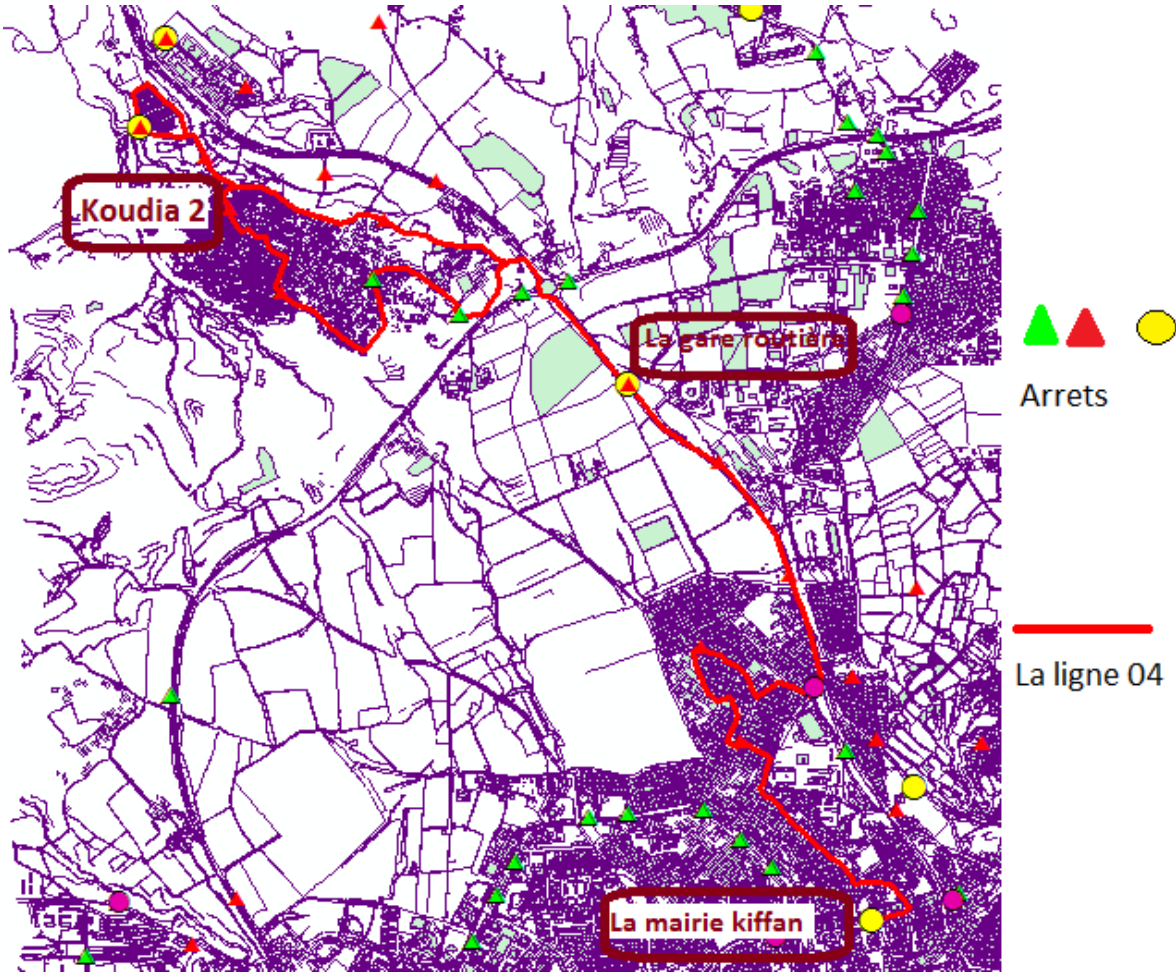 Koudia 2
La gare routière
Arrets
La ligne 04
La mairie kiffan